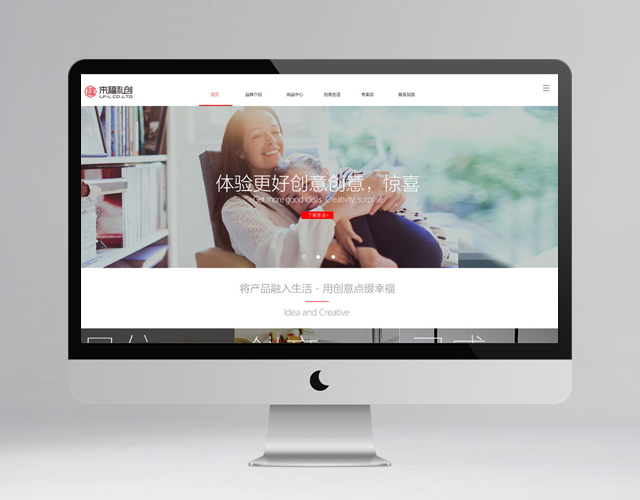 来福私创
LF-L CO.,LTD.
首页
品牌介绍
商品中心
创意生活
专卖店
联系加盟
体验更好创意创意，惊喜
Get more good ideas, Creativity, surprise
了解更多>
将产品融入生活 - 用创意点缀幸福
Idea and Creative